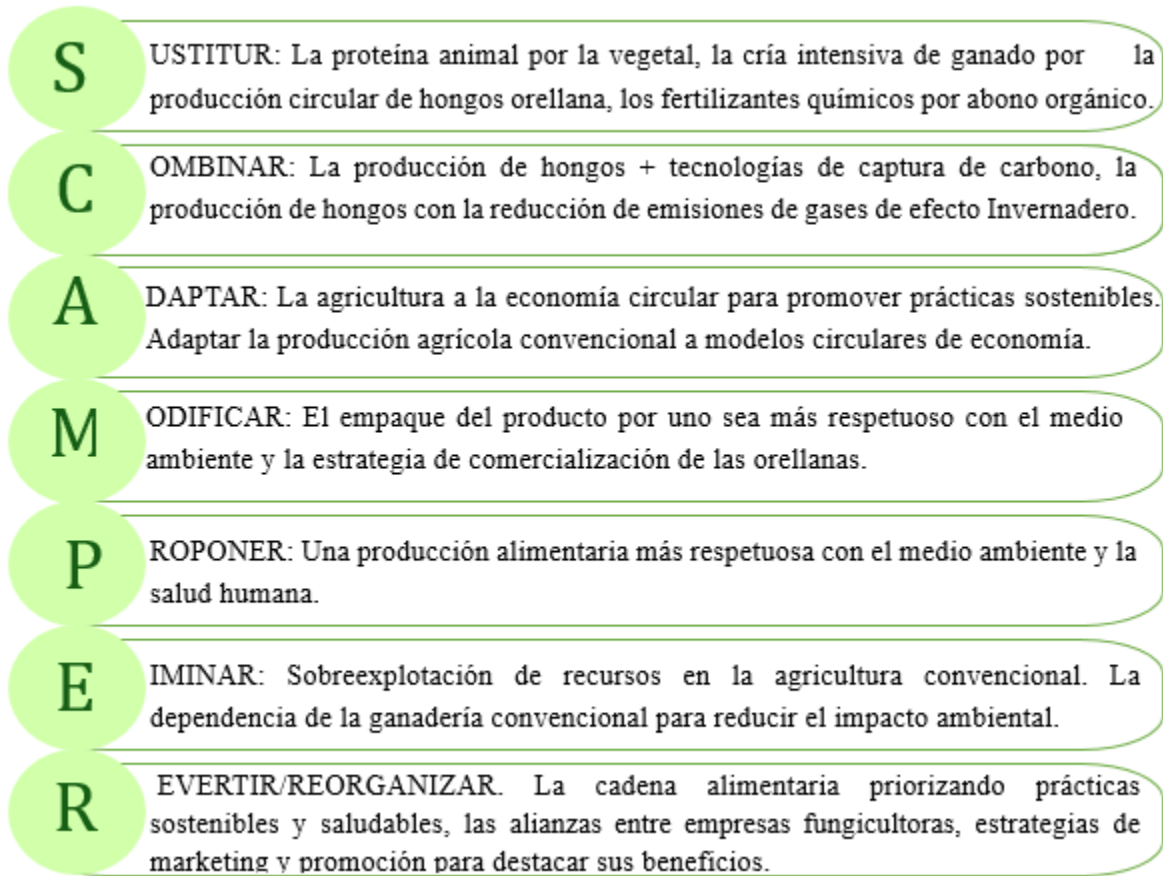 S USTITUR: La proteína animal por la vegetal, la cría intensiva de ganado por la
producción circular de hongos orellana, los fertilizantes químicos por abono orgánico.
C OMBINAR: La producción de hongos + tecnologías de captura de carbono, la
producción de hongos con la reducción de emisiones de gases de efecto Invernadero.
A DAPTAR: La agricultura a la economía circular para promover prácticas sostenibles.
Adaptar la producción agrícola convencional a modelos circulares de economía.
M ODIFICAR: El empaque del producto por uno sea más respetuoso con el medio
ambiente y la estrategia de comercialización de las orellanas.
P ROPONER: Una producción alimentaria más respetuosa con el medio ambiente y la
salud humana.
E IMINAR: Sobreexplotación de recursos en la agricultura convencional. La
dependencia de la ganadería convencional para reducir el impacto ambiental.
R EVERTIR/REORGANIZAR. La cadena alimentaria priorizando prácticas
sostenibles y saludables, las alianzas entre empresas fungicultoras, estrategias de
marketing y promoción para destacar sus beneficios.